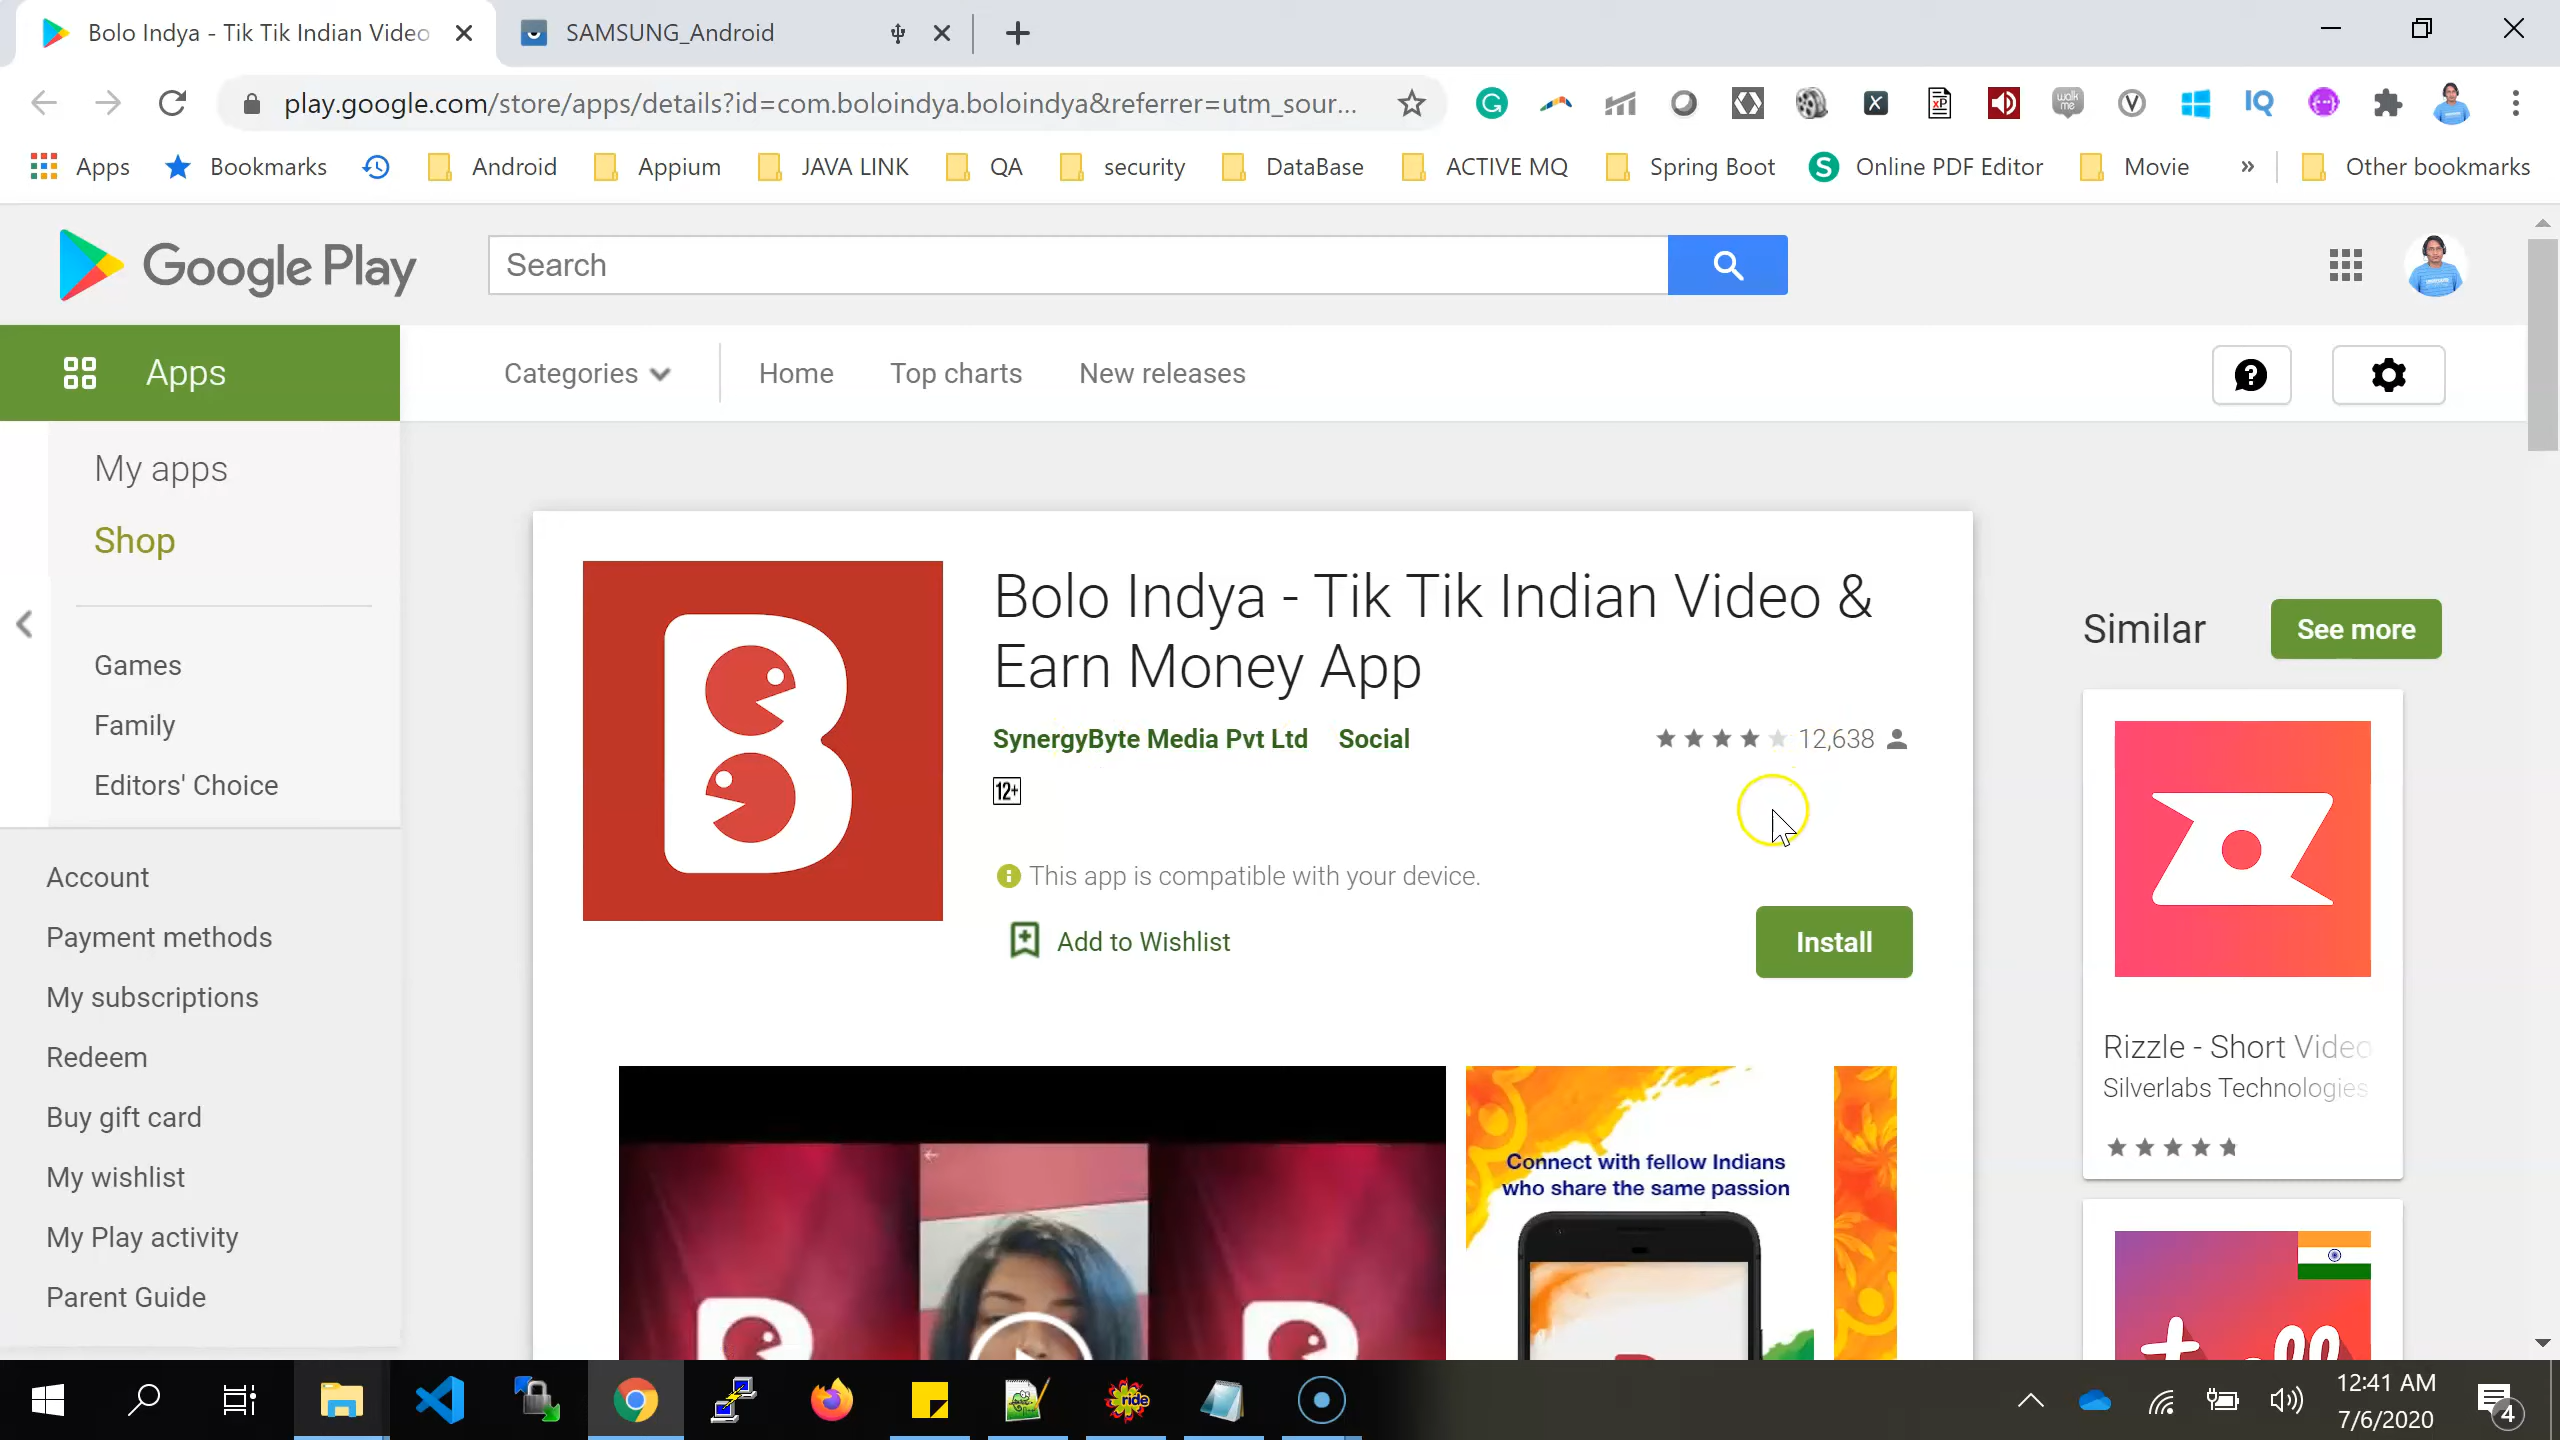 Bolo Indya - Tik Tik Indian Video
SAMSUNG_Android
play.google.com/store/apps/details?id=com.boloindya.boloindya&referrer=utm_sour...
Apps
Bookmarks
Android
Appium
JAVA LINK
QA
security
DataBase
ACTIVE MQ
Spring Boot
Online PDF Editor
Movie
»
Other bookmarks
Google Play
Search
Apps
Categories
Home
Top charts
New releases
My apps
Shop
Games
Family
Editors' Choice
Account
Payment methods
My subscriptions
Redeem
Buy gift card
My wishlist
My Play activity
Parent Guide
Bolo Indya - Tik Tik Indian Video &
Earn Money App
SynergyByte Media Pvt Ltd Social
12,638
12+
This app is compatible with your device.
Add to Wishlist
Install
Connect with fellow Indians
who share the same passion
Similar
See more
Rizzle - Short Video
Silverlabs Technologies
12:41 AM
7/6/2020
4